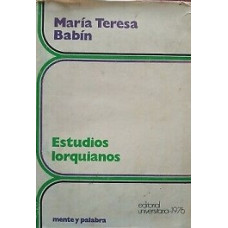 María Teresa
Babín
Estudios
lorquianos
editorial
universitaria-1976
mente y palabra